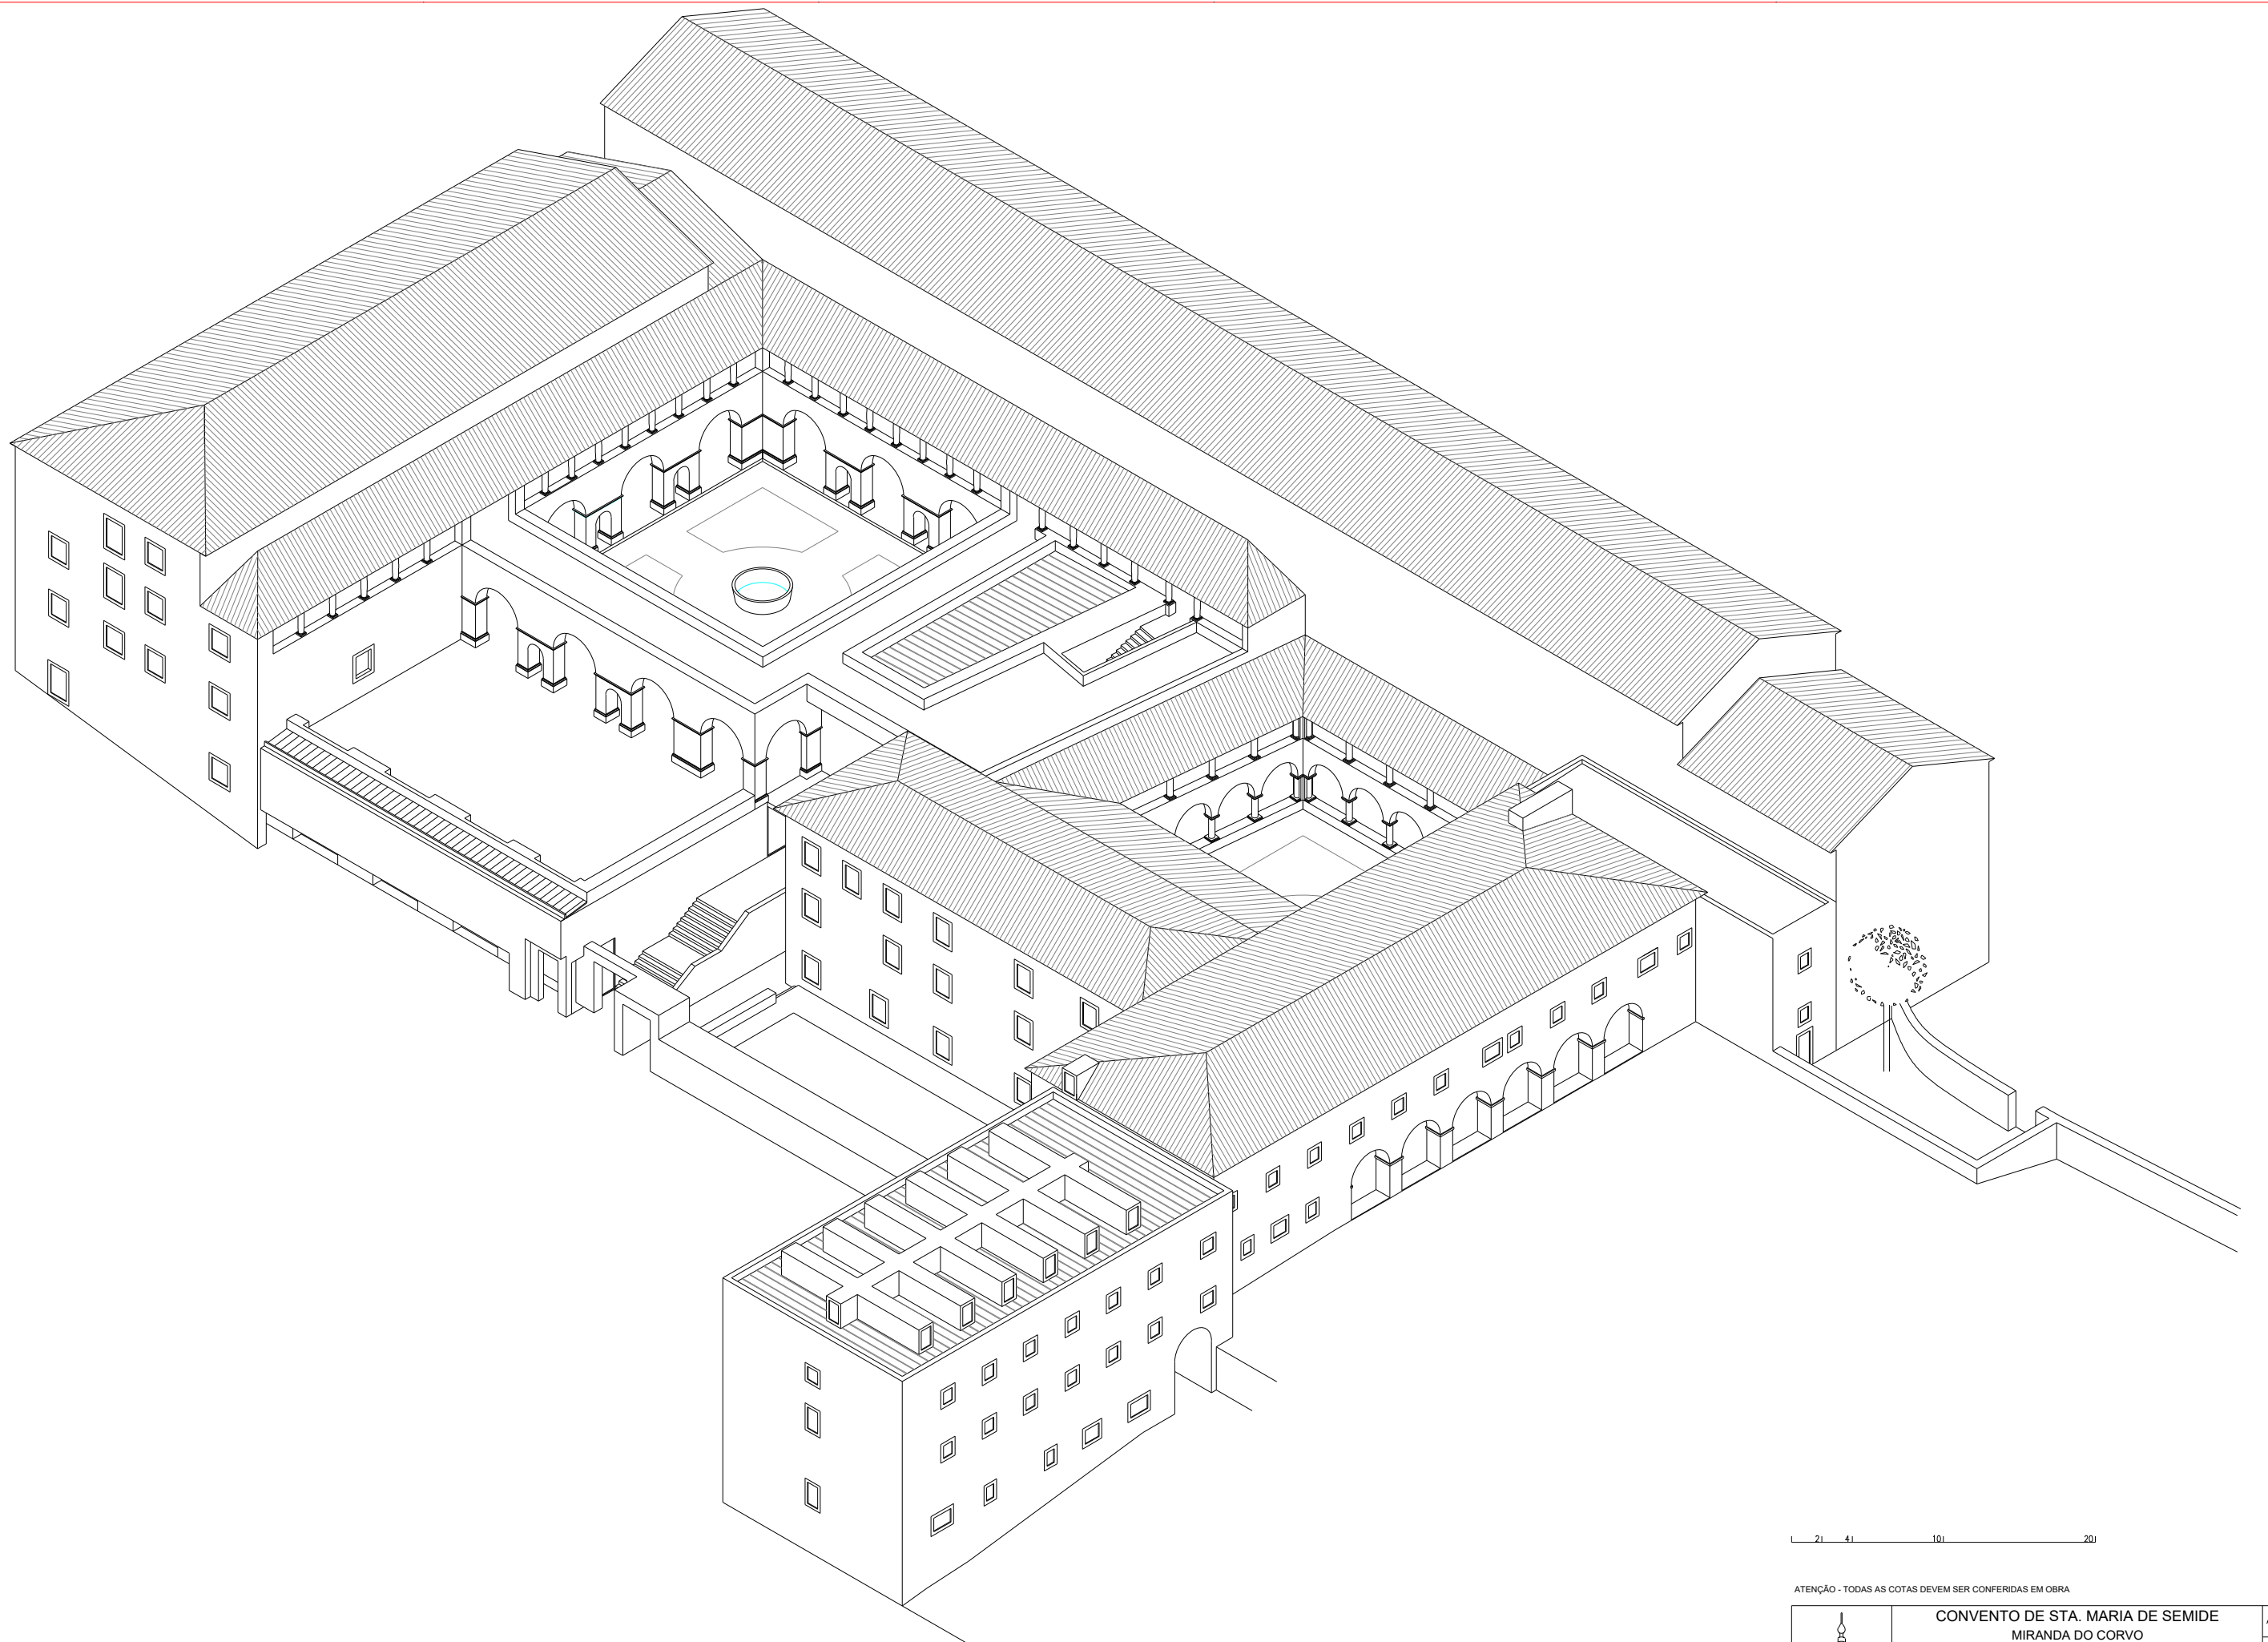 2 4 10 20
ATENÇÃO - TODAS AS COTAS DEVEM SER CONFERIDAS EM OBRA
CONVENTO DE STA. MARIA DE SEMIDE
MIRANDA DO CORVO